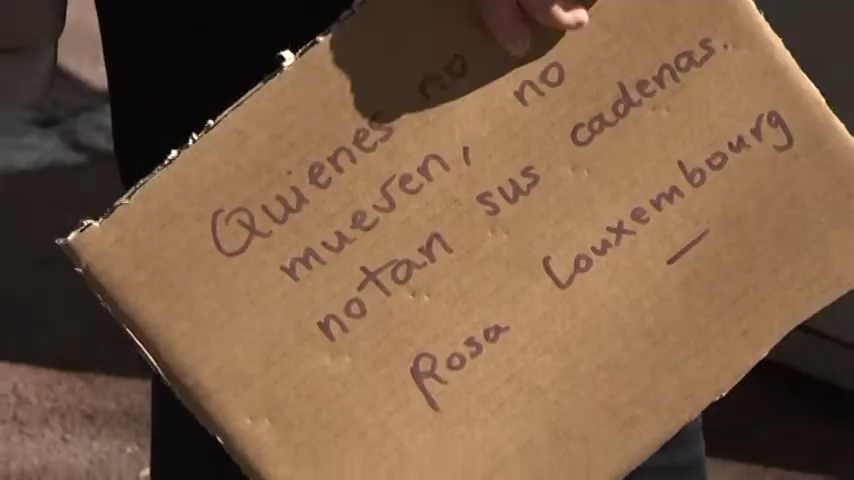 Quienes no
mueven, no
notan sus cadenas.
Rosa Louxembourg